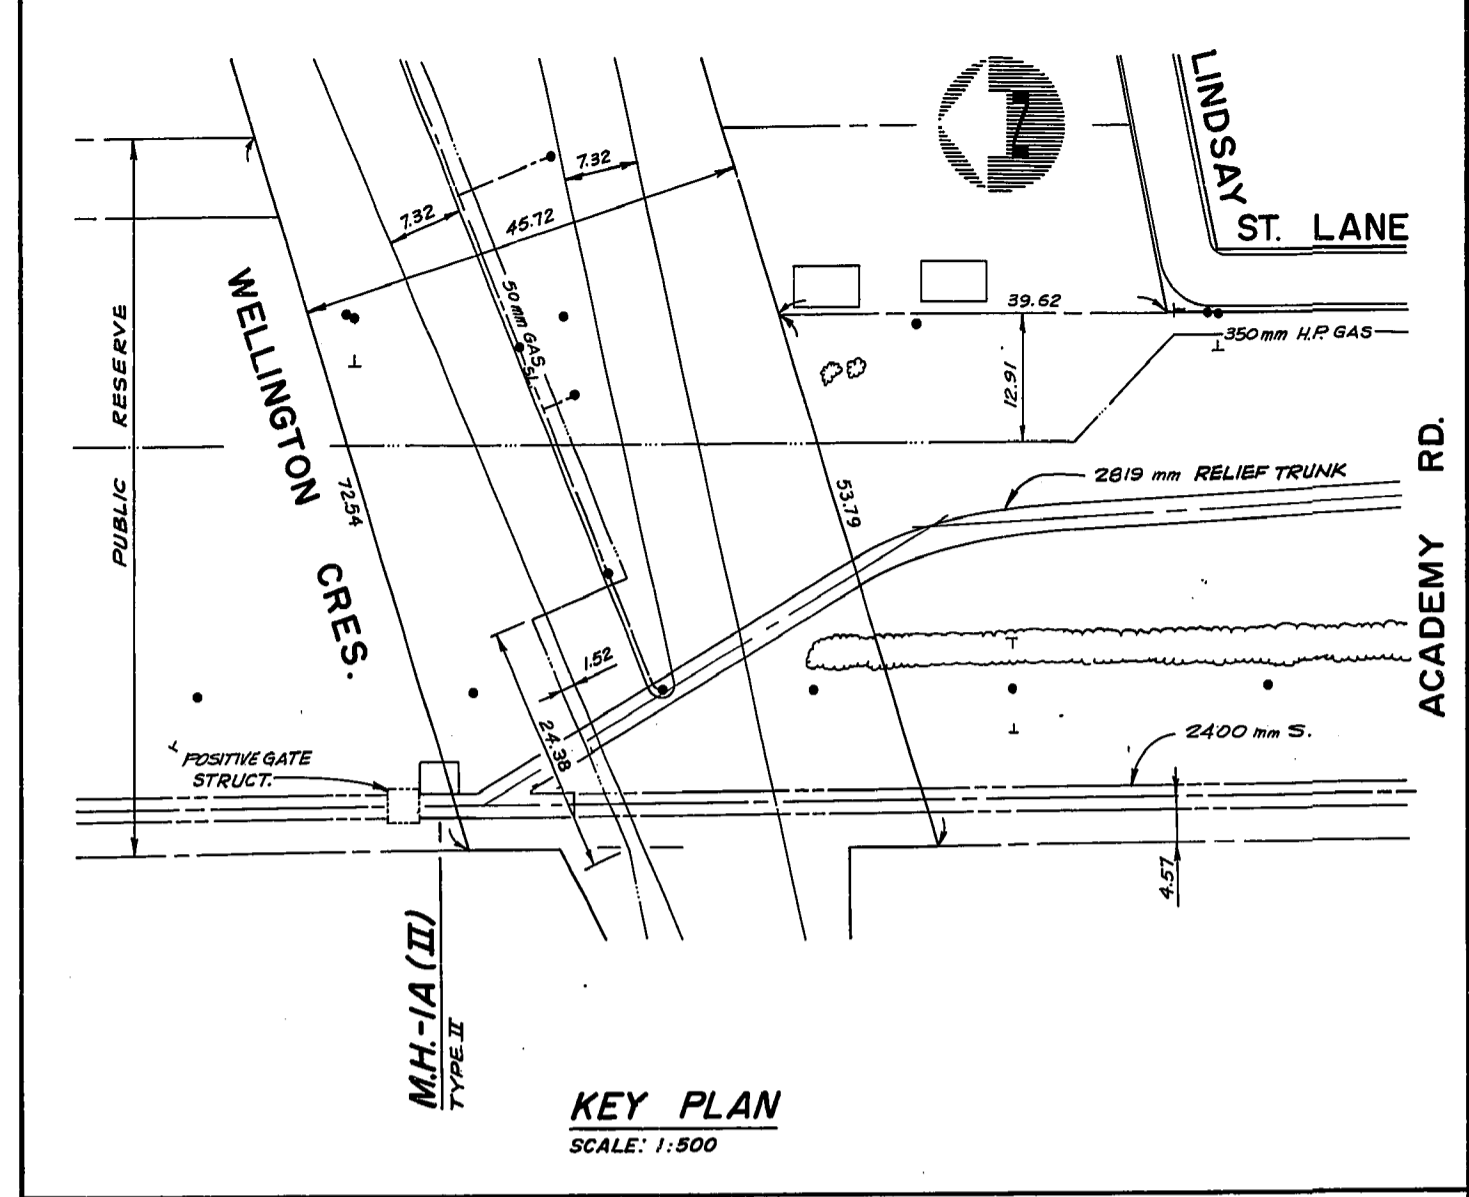 LINDSAY
ST. LANE
N
7.32
7.32
45.72
PUBLIC RESERVE
WELLINGTON CRES.
50mm GAS
39.62
350mm H.P. GAS
12.91
72.54
53.79
2819 mm RELIEF TRUNK
ACADEMY RD.
1.52
24.38
2400 mm S.
POSITIVE GATE
STRUCT.
4.57
M.H.-1A (II)
TYPE II
KEY PLAN
SCALE: 1:500